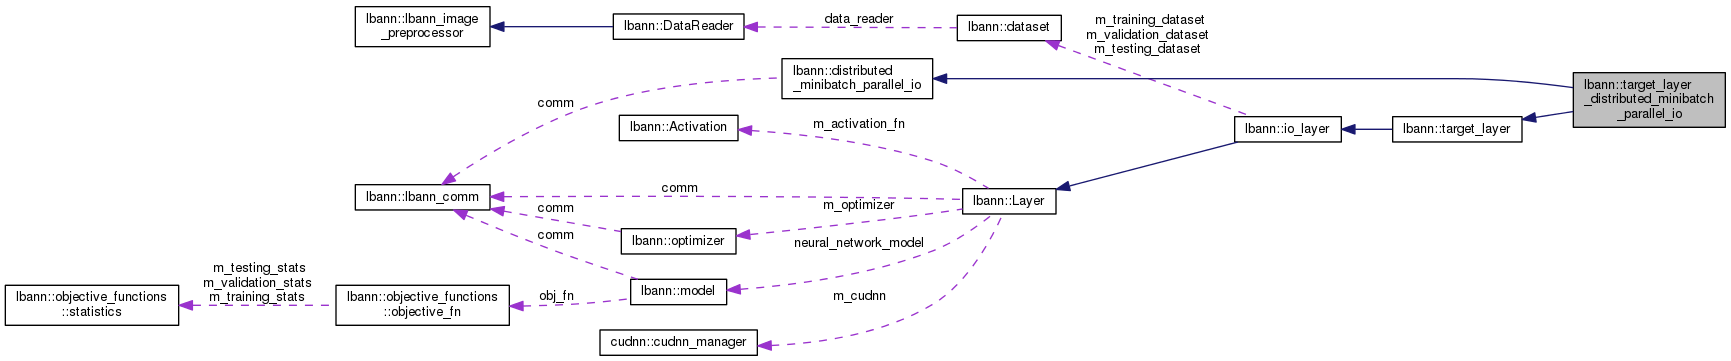 lbann::lbann_image
_preprocessor
lbann::DataReader
data_reader
lbann::dataset
m_training_dataset
m_validation_dataset
m_testing_dataset
lbann::distributed
_minibatch_parallel_io
lbann::target_layer
_distributed_minibatch
_parallel_io
comm
lbann::Activation
m_activation_fn
lbann::io_layer
lbann::target_layer
lbann::lbann_comm
comm
lbann::Layer
comm
m_optimizer
lbann::optimizer
comm
neural_network_model
m_testing_stats
m_validation_stats
m_training_stats
lbann::objective_functions
::statistics
lbann::objective_functions
::objective_fn
obj_fn
lbann::model
m_cudnn
cudnn::cudnn_manager